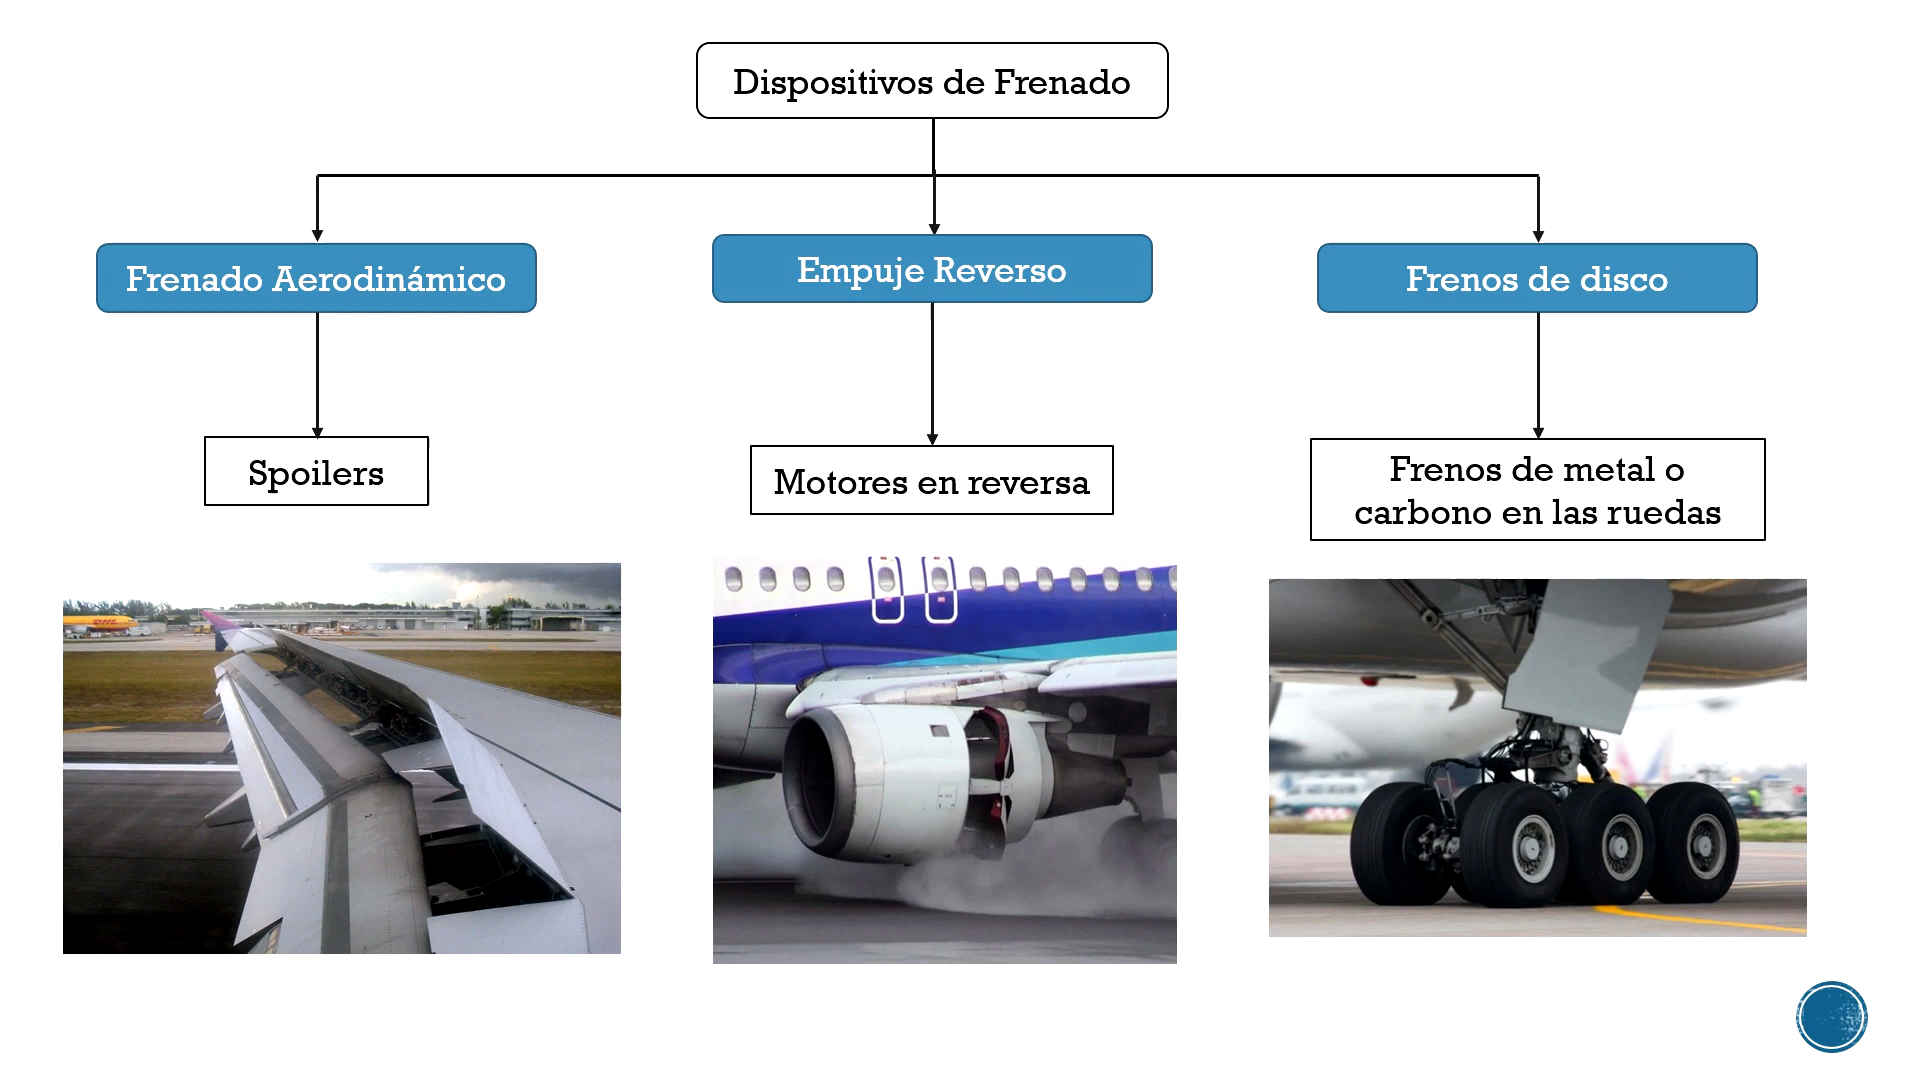 Dispositivos de Frenado
Frenado Aerodinámico
Empuje Reverso
Frenos de disco
Spoilers
Motores en reversa
Frenos de metal o
carbono en las ruedas
DHL